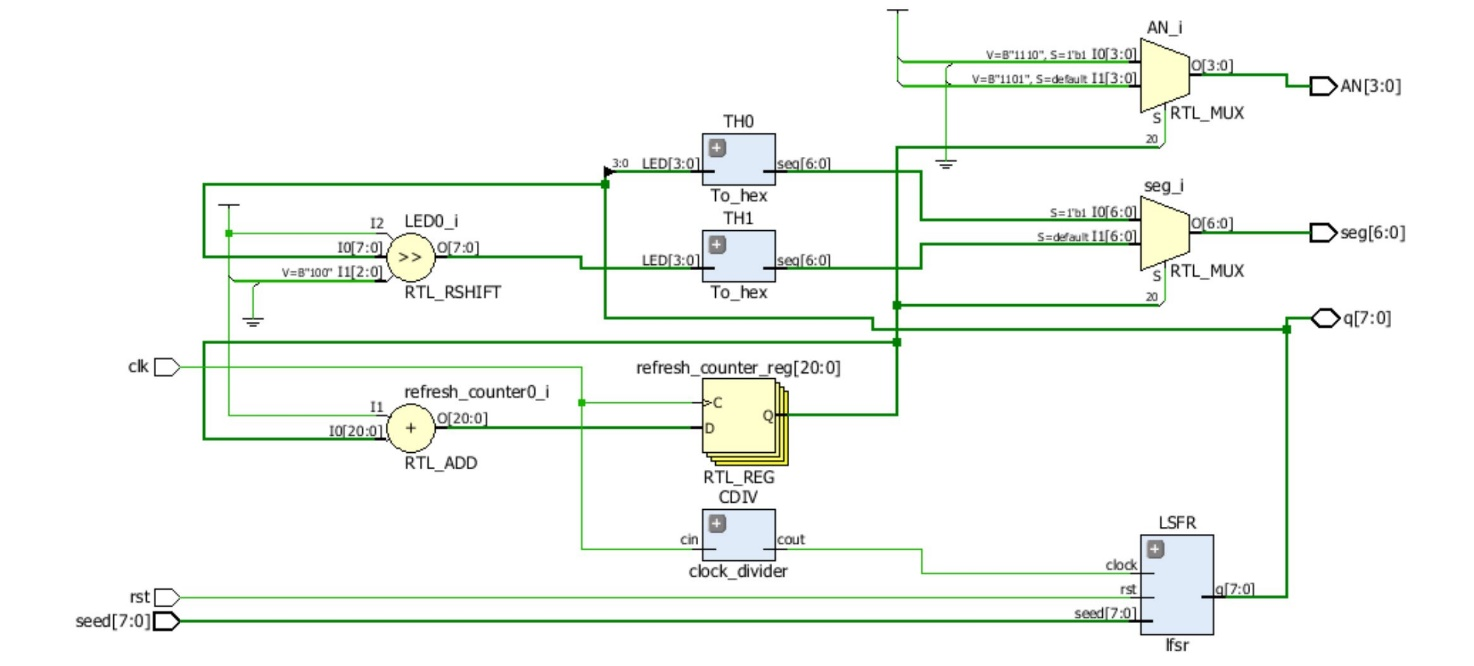 AN_i
V=B"1110", S=1'b1 I0[3:0]
O[3:0]
V=B"1101", S=default I1[3:0]
AN[3:0]
S
RTL_MUX
20
TH0
3:0
LED[3:0]
seg[6:0]
To_hex
seg_i
S=1'b1 I0[6:0]
O[6:0]
S=default I1[6:0]
seg[6:0]
S
RTL_MUX
20
TH1
LED[3:0]
seg[6:0]
To_hex
LED0_i
I2
I0[7:0]
>>
O[7:0]
V=B"100" I1[2:0]
RTL_RSHIFT
q[7:0]
clk
refresh_counter_reg[20:0]
C
Q
D
RTL_REG
refresh_counter0_i
I1
O[20:0]
I0[20:0]
+
RTL_ADD
CDIV
cin
cout
clock_divider
LSFR
clock
rst
rst
q[7:0]
seed[7:0]
seed[7:0]
lfsr